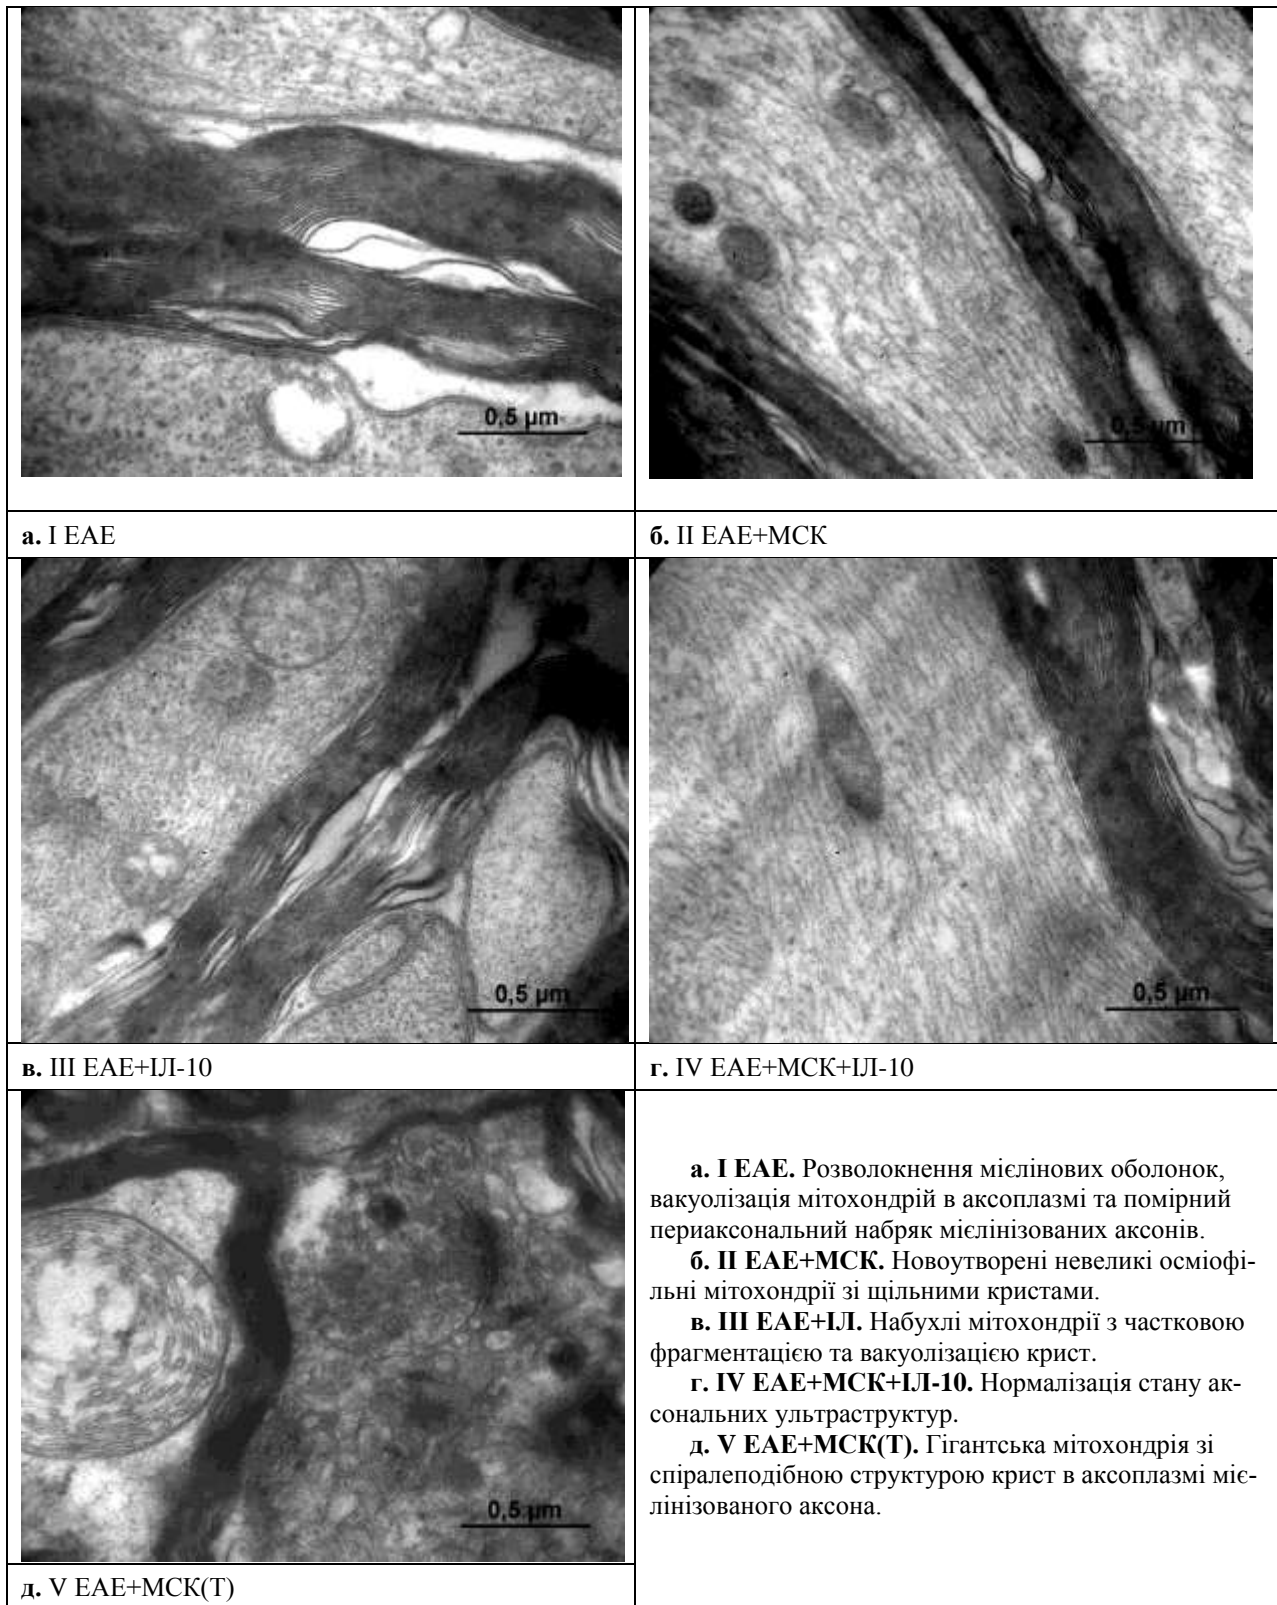 0,5 µm
0,5 µm
а. I ЕАЕ
б. II ЕАЕ+МСК
0,5 µm
0,5 µm
в. III ЕАЕ+ІЛ-10
г. IV ЕАЕ+МСК+ІЛ-10
0,5 µm
д. V ЕАЕ+МСК(Т)
а. I ЕАЕ. Розволокнення мієлінових оболонок,
вакуолізація мітохондрій в аксоплазмі та помірний
периаксональний набряк мієлінізованих аксонів.
б. II ЕАЕ+МСК. Новоутворені невеликі осміофі-
льні мітохондрії зі щільними кристами.
в. III ЕАЕ+ІЛ. Набухлі мітохондрії з частковою
фрагментацією та вакуолізацією крист.
г. IV ЕАЕ+МСК+ІЛ-10. Нормалізація стану ак-
сональних ультраструктур.
д. V ЕАЕ+МСК(Т). Гігантська мітохондрія зі
спіралеподібною структурою крист в аксоплазмі міє-
лінізованого аксона.